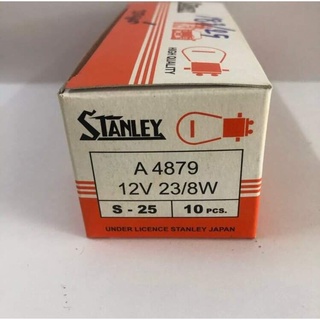 HIGH QUALITY
STANLEY
A 4879
12V 23/8W
S - 25
10 PCS.
UNDER LICENCE STANLEY JAPAN